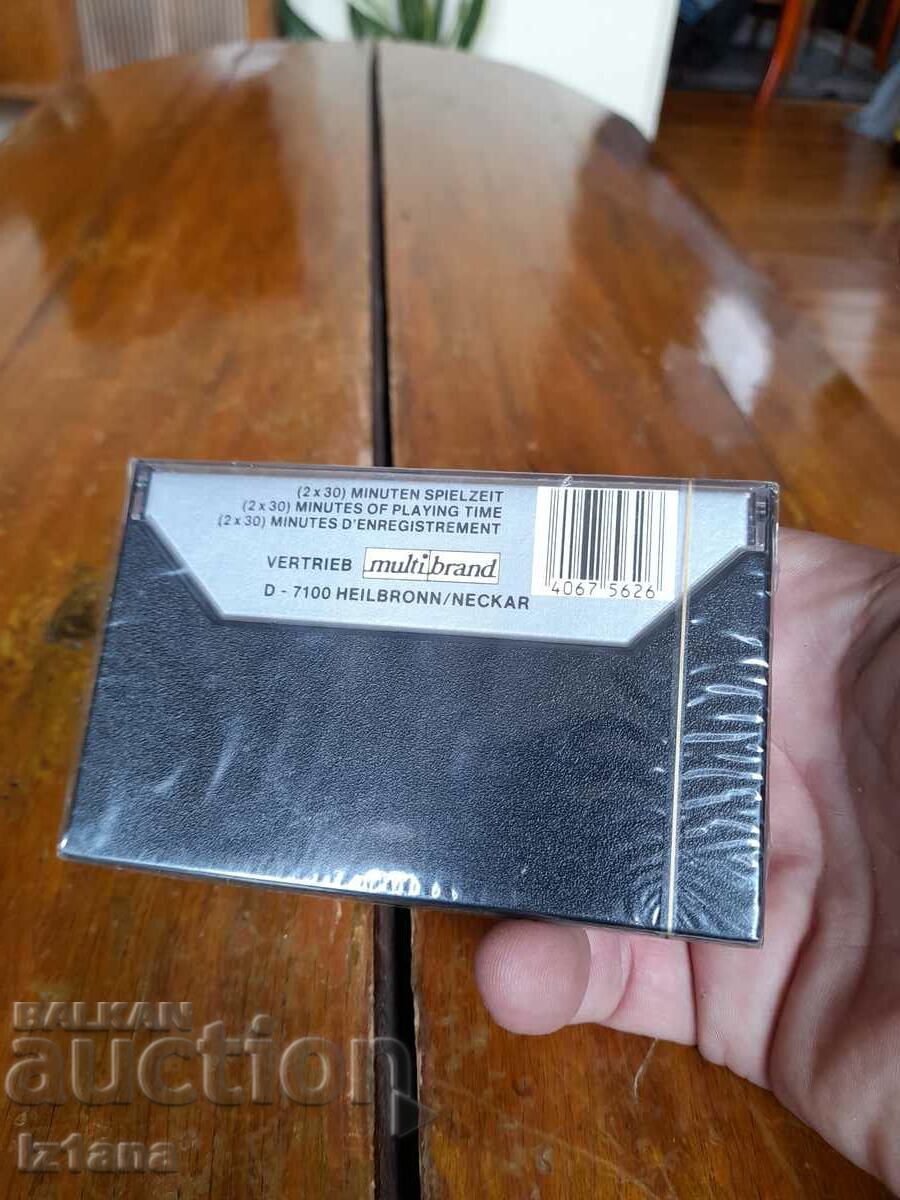 (2 x 30) MINUTEN SPIELZEIT
(2 x 30) MINUTES OF PLAYING TIME
(2 x 30) MINUTES D'ENREGISTREMENT
VERTRIEB multibrand
D - 7100 HEILBRONN/NECKAR
4067 5626
BALKAN
auction
Iz1ana